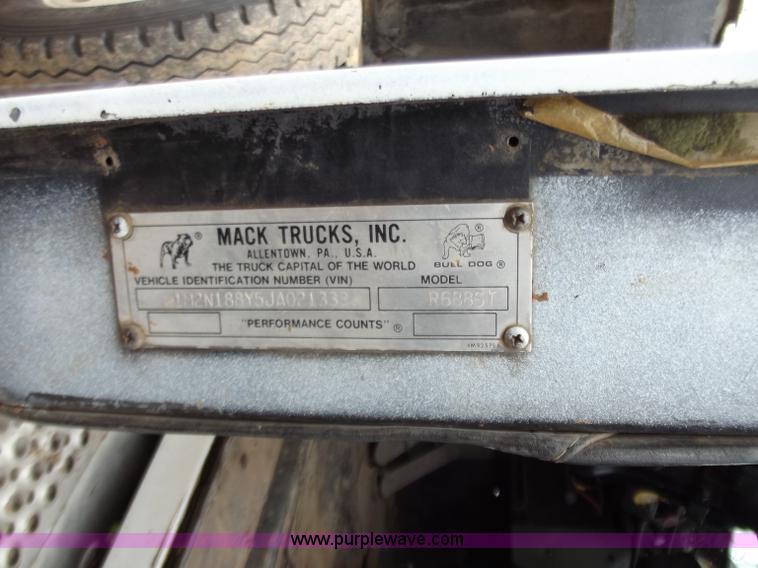 MACK TRUCKS, INC.
ALLENTOWN, PA., U.S.A.
THE TRUCK CAPITAL OF THE WORLD
BULL DOG ®
VEHICLE IDENTIFICATION NUMBER (VIN) MODEL
R688ST
"PERFORMANCE COUNTS" ®
www.purplewave.com